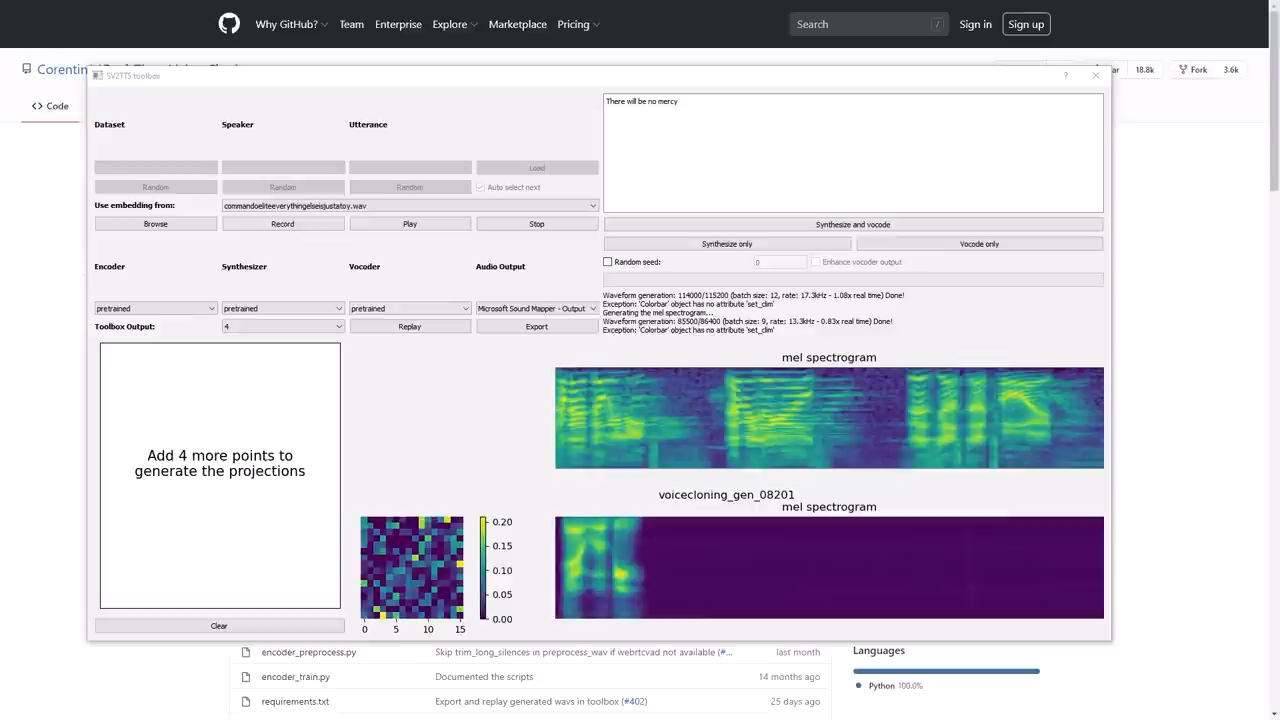 Why GitHub?
Team
Enterprise
Explore
Marketplace
Pricing
Search
/
Sign in
Sign up
Corentin
18.8k
Fork
3.6k
Code
SV2TTS toolbox
?
There will be no mercy
Dataset
Speaker
Utterance
Load
Random
Random
Random
Auto select next
Use embedding from:
commandoeliteeverythingelseisjustatoy.wav
Browse
Record
Play
Stop
Synthesize and vocode
Synthesize only
Vocode only
Random seed:
0
Enhance vocoder output
Encoder
Synthesizer
Vocoder
Audio Output
pretrained
pretrained
pretrained
Microsoft Sound Mapper - Output
Toolbox Output:
4
Replay
Export
Waveform generation: 114000/115200 (batch size: 12, rate: 17.3kHz - 1.08x real time) Done!
Exception: 'Colorbar' object has no attribute 'set_clim'
Generating the mel spectrogram...
Waveform generation: 85500/86400 (batch size: 9, rate: 13.3kHz - 0.83x real time) Done!
Exception: 'Colorbar' object has no attribute 'set_clim'
mel spectrogram
Add 4 more points to
generate the projections
voicecloning_gen_08201
mel spectrogram
0.20
0.15
0.10
0.05
0.00
0
5
10
15
Clear
encoder_preprocess.py
Skip trim_long_silences in preprocess_wav if webrtcvad not available (#...
last month
encoder_train.py
Documented the scripts
14 months ago
requirements.txt
Export and replay generated wavs in toolbox (#402)
25 days ago
Languages
Python 100.0%